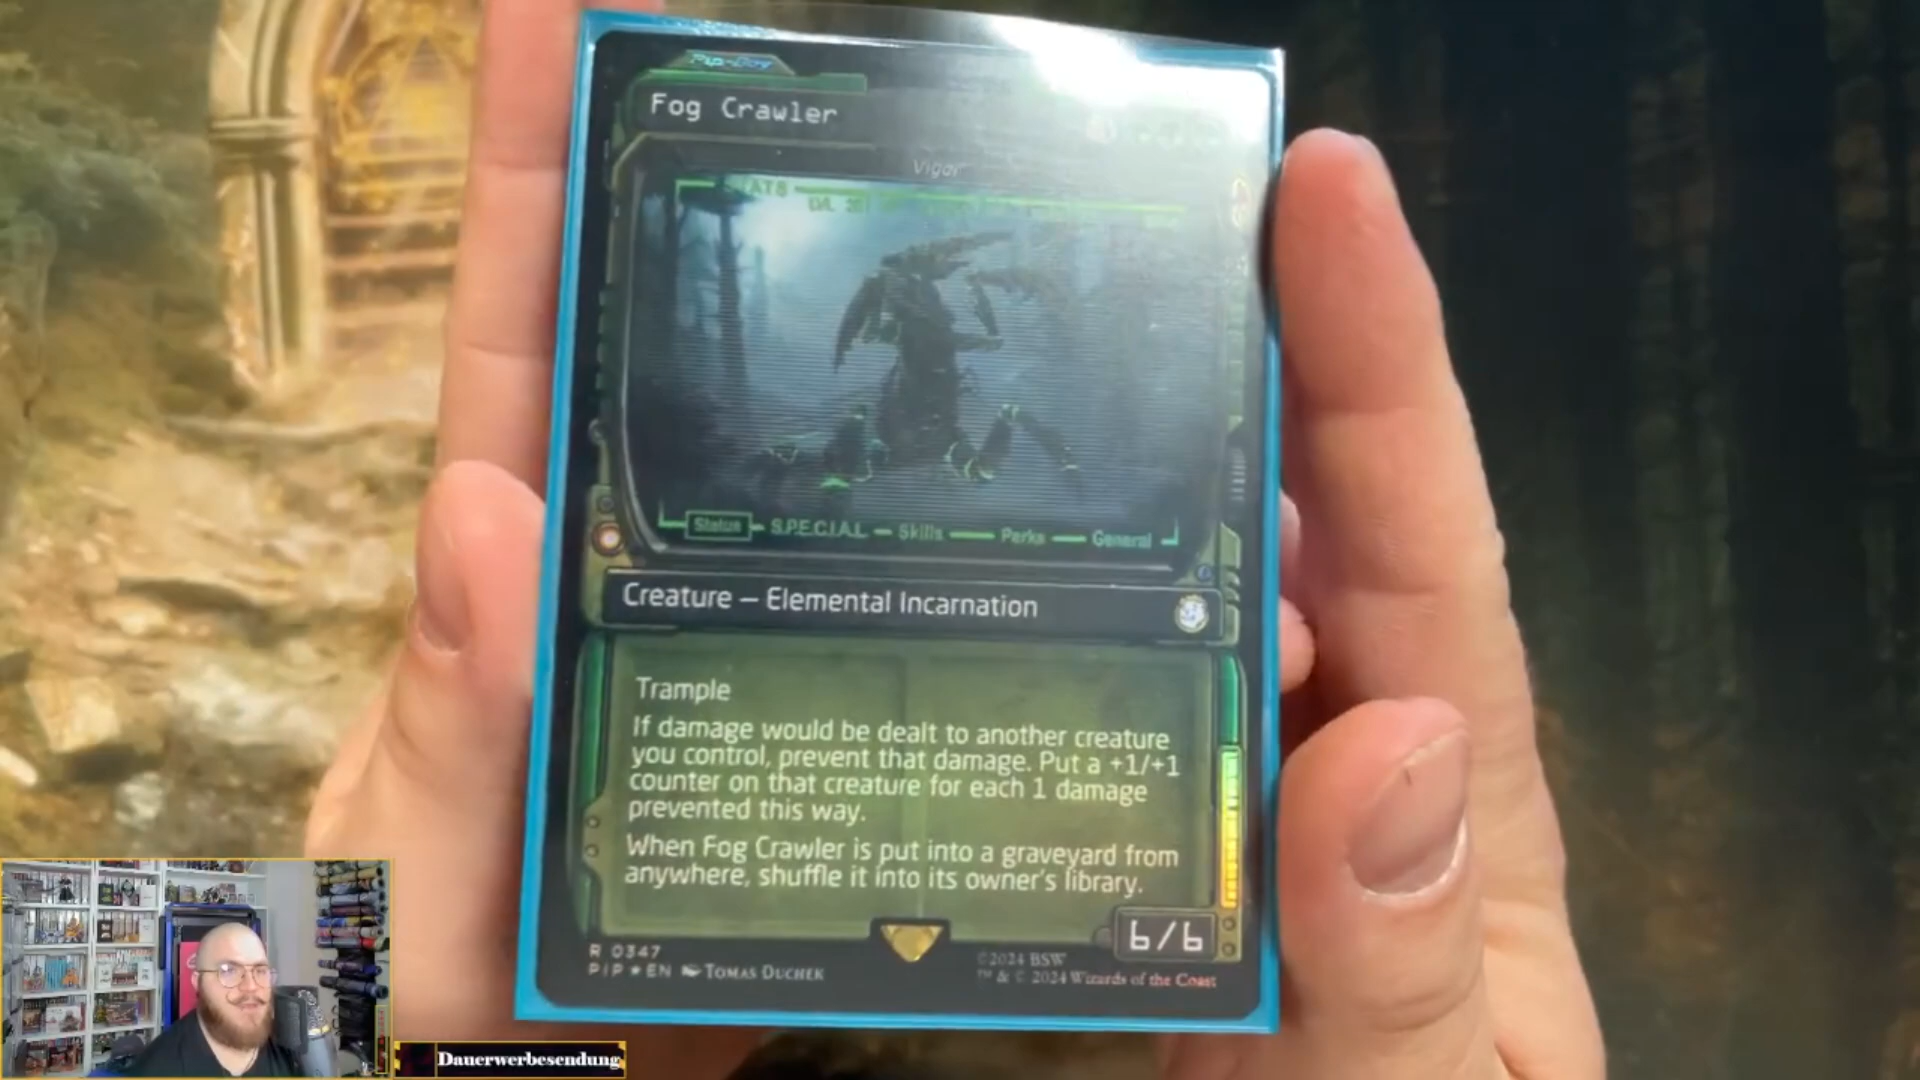 Pip-Boy
Fog Crawler
Vigor
Status — S.P.E.C.I.A.L — Skills — Perks — General
Creature — Elemental Incarnation
Trample
If damage would be dealt to another creature
you control, prevent that damage. Put a +1/+1
counter on that creature for each 1 damage
prevented this way.
When Fog Crawler is put into a graveyard from
anywhere, shuffle it into its owner's library.
6/6
R 0347
PIP ★ EN TOMAS DUCHEK
©2024 BSW
™ & © 2024 Wizards of the Coast
Dauerwerbesendung